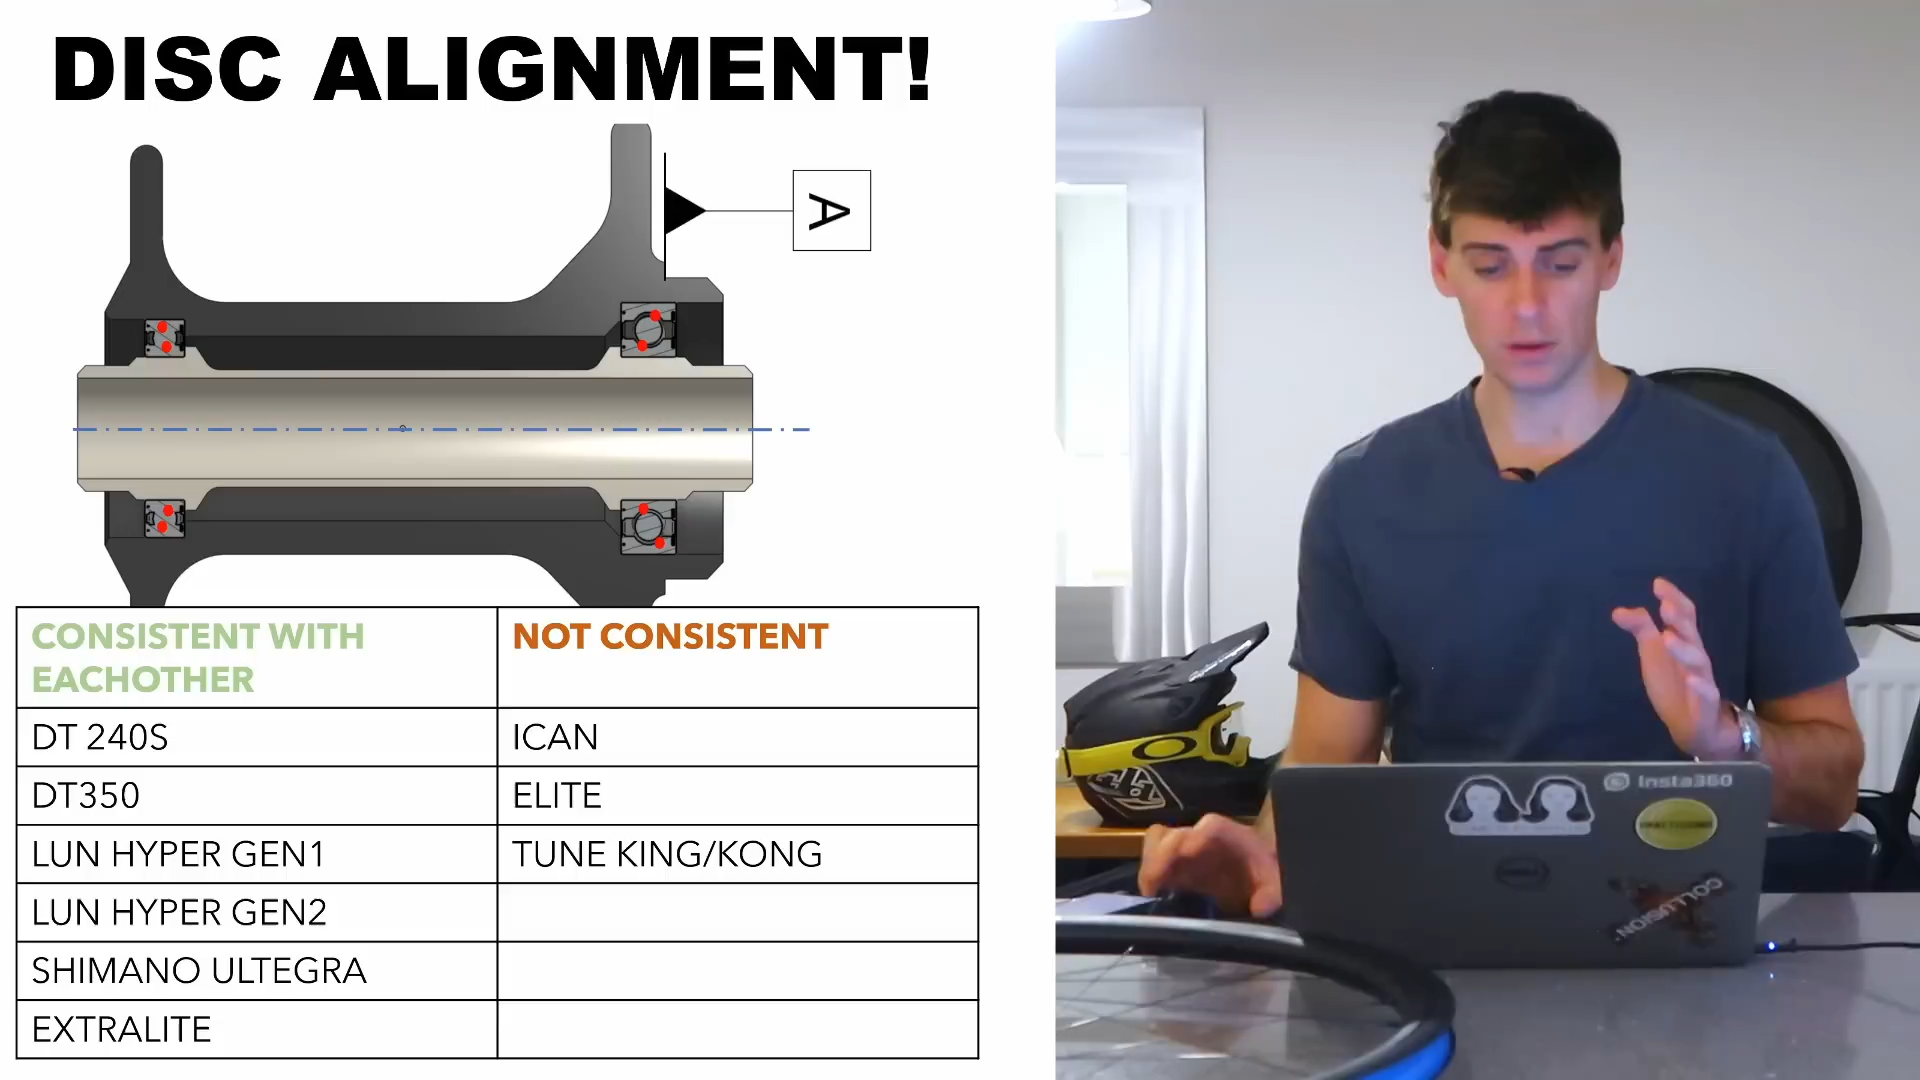 DISC ALIGNMENT!
A
CONSISTENT WITH
EACHOTHER
NOT CONSISTENT
DT 240S
ICAN
DT350
ELITE
LUN HYPER GEN1
TUNE KING/KONG
LUN HYPER GEN2
SHIMANO ULTEGRA
EXTRALITE
Insta360
COLLUSION